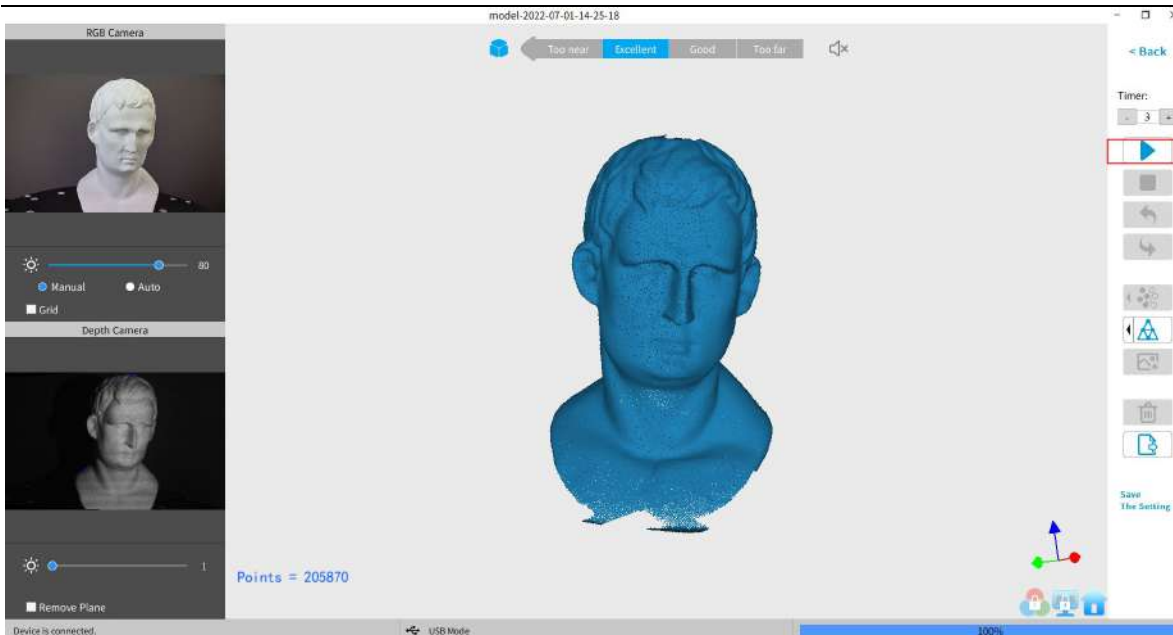 model-2022-07-01-14-25-18
RGB Camera
Too near
Excellent
Good
Too far
< Back
Timer:
- 3 +
80
Manual
Auto
Grid
Depth Camera
1
Remove Plane
Points = 205870
Save
The Setting
Device is connected.
USB Mode
100%